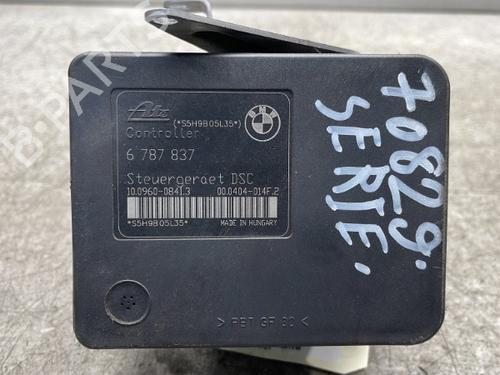 Ate
(*S5H9B05L35*)
BMW
Controller
6 787 837
Steuergeraet DSC
10.0960-0841.3 00.0404-014F.2
*S5H9B05L35*
MADE IN HUNGARY
70829.
SERIE.
> PBT GF 30 <